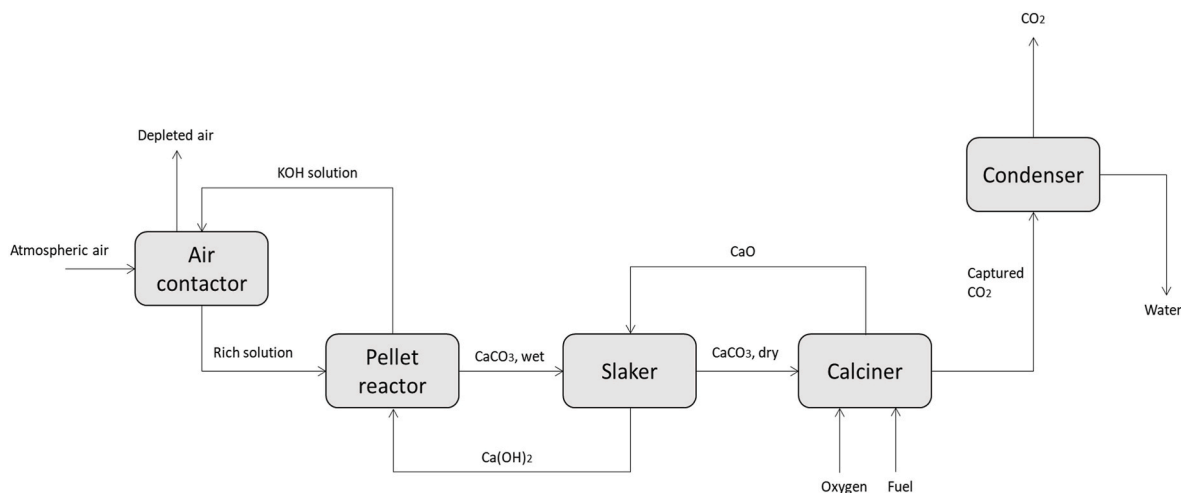 CO₂
Depleted air
KOH solution
Condenser
Atmospheric air
Air
contactor
CaO
Captured
CO₂
Water
Rich solution
Pellet
reactor
CaCO₃, wet
Slaker
CaCO₃, dry
Calciner
Ca(OH)₂
Oxygen
Fuel